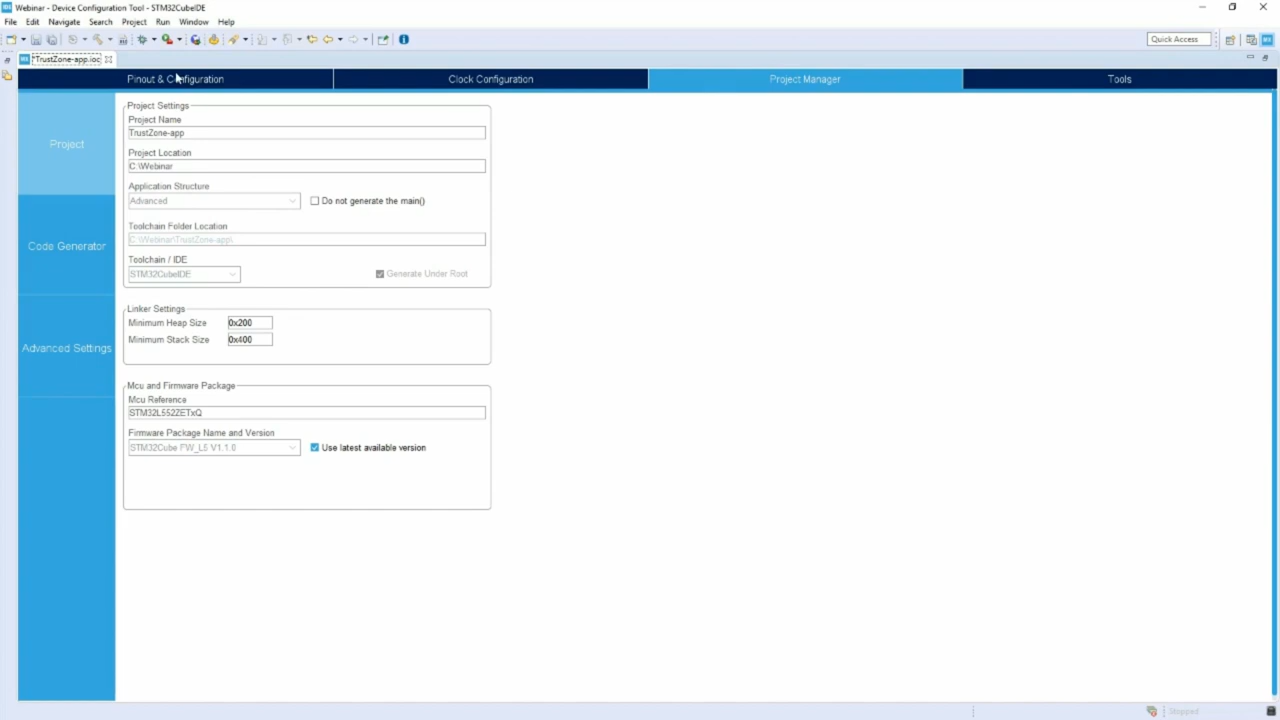 IDE Webinar - Device Configuration Tool - STM32CubeIDE
File Edit Navigate Search Project Run Window Help
Quick Access
MX *TrustZone-app.ioc
Pinout & Configuration Clock Configuration Project Manager Tools
Project
Code Generator
Advanced Settings
Project Settings
Project Name
TrustZone-app
Project Location
C:\Webinar
Application Structure
Advanced Do not generate the main()
Toolchain Folder Location
C:\Webinar\TrustZone-app\
Toolchain / IDE
STM32CubeIDE Generate Under Root
Linker Settings
Minimum Heap Size 0x200
Minimum Stack Size 0x400
Mcu and Firmware Package
Mcu Reference
STM32L552ZETxQ
Firmware Package Name and Version
STM32Cube FW_L5 V1.1.0 Use latest available version
Stopped